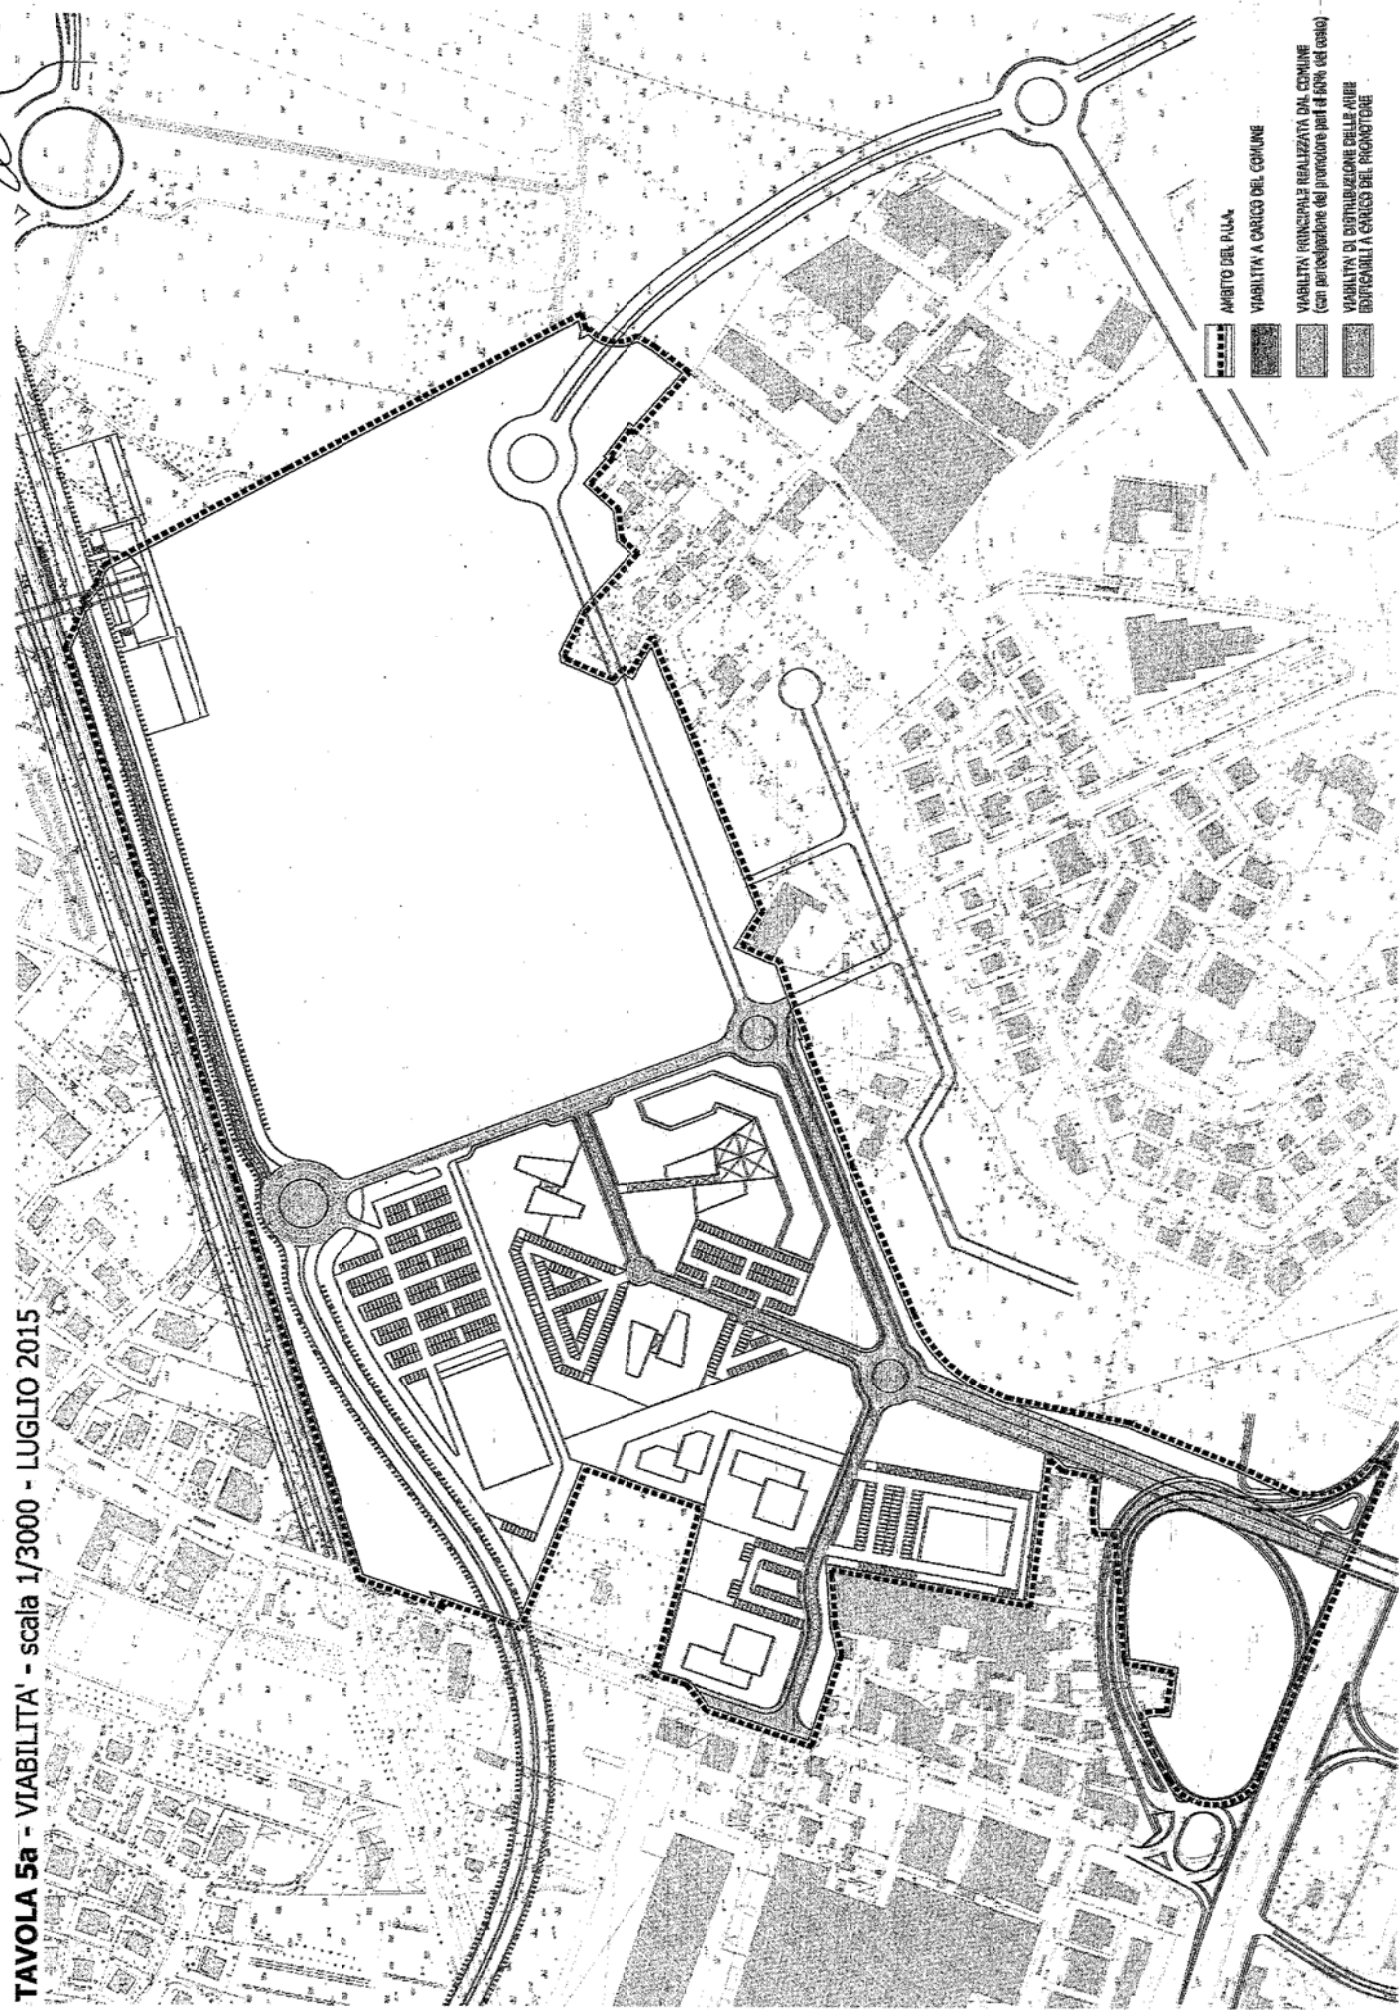 TAVOLA 5a - VIABILITA' - scala 1/3000 - LUGLIO 2015
AMBITO DEL P.U.A.
VIABILITA' A CARICO DEL COMUNE
VIABILITA' PRINCIPALE REALIZZATA DAL COMUNE
(con partecipazione del promotore pari al 60% del costo)
VIABILITA' DI DISTRIBUZIONE DELLE AREE
EDIFICABILI A CARICO DEL PROMOTORE